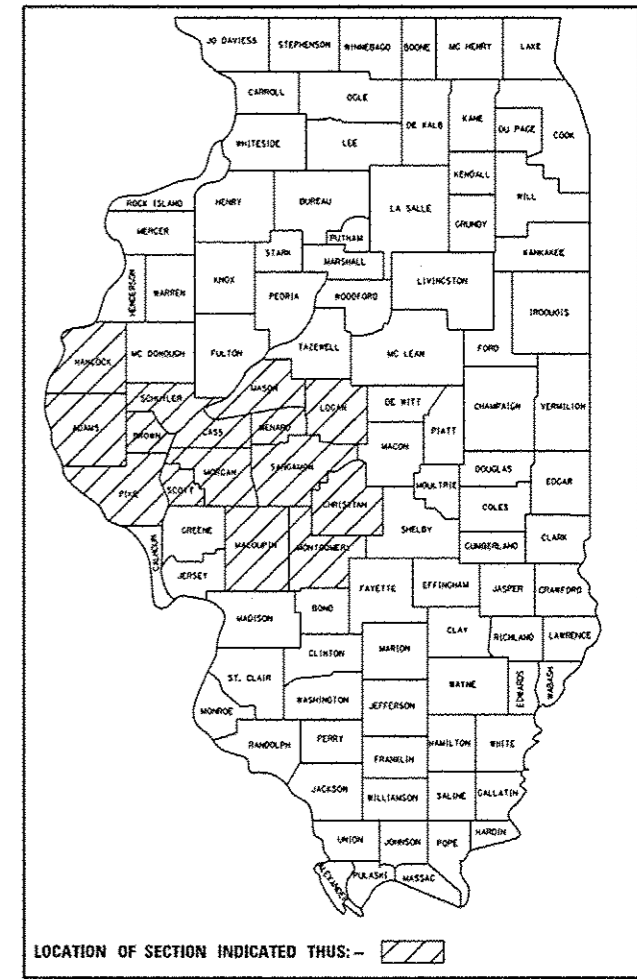 JO DAVIESS STEPHENSON WINNEBAGO BOONE MC HENRY LAKE
CARROLL OGLE DE KALB KANE DU PAGE COOK
WHITESIDE LEE KENDALL WILL
ROCK ISLAND HENRY BUREAU LA SALLE GRUNDY
MERCER PUTNAM KANKAKEE
HENDERSON WARREN KNOX STARK MARSHALL LIVINGSTON
PEORIA WOODFORD IROQUOIS
HANCOCK MC DONOUGH FULTON TAZEWELL MC LEAN FORD
SCHUYLER MASON LOGAN DE WITT CHAMPAIGN VERMILION
ADAMS BROWN CASS MENARD MACON PIATT
PIKE SCOTT MORGAN SANGAMON MOULTRIE DOUGLAS EDGAR
CHRISTIAN COLES
CALHOUN GREENE MACOUPIN MONTGOMERY SHELBY CUMBERLAND CLARK
JERSEY FAYETTE EFFINGHAM JASPER CRAWFORD
MADISON BOND CLAY RICHLAND LAWRENCE
CLINTON MARION
ST. CLAIR WASHINGTON JEFFERSON WAYNE EDWARDS WABASH
MONROE
RANDOLPH PERRY FRANKLIN HAMILTON WHITE
JACKSON WILLIAMSON SALINE GALLATIN
UNION JOHNSON POPE HARDIN
ALEXANDER PULASKI MASSAC
LOCATION OF SECTION INDICATED THUS: -